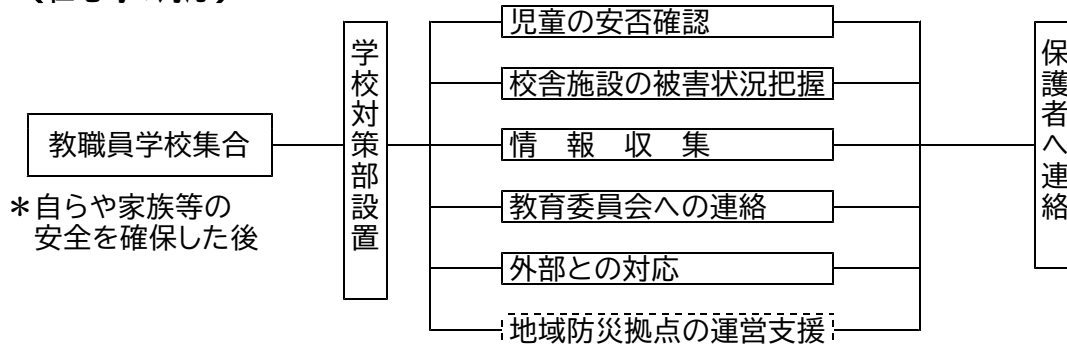 教職員学校集合
＊自らや家族等の
安全を確保した後
学校対策部設置
児童の安否確認
校舎施設の被害状況把握
情　報　収　集
教育委員会への連絡
外部との対応
地域防災拠点の運営支援
保護者へ連絡